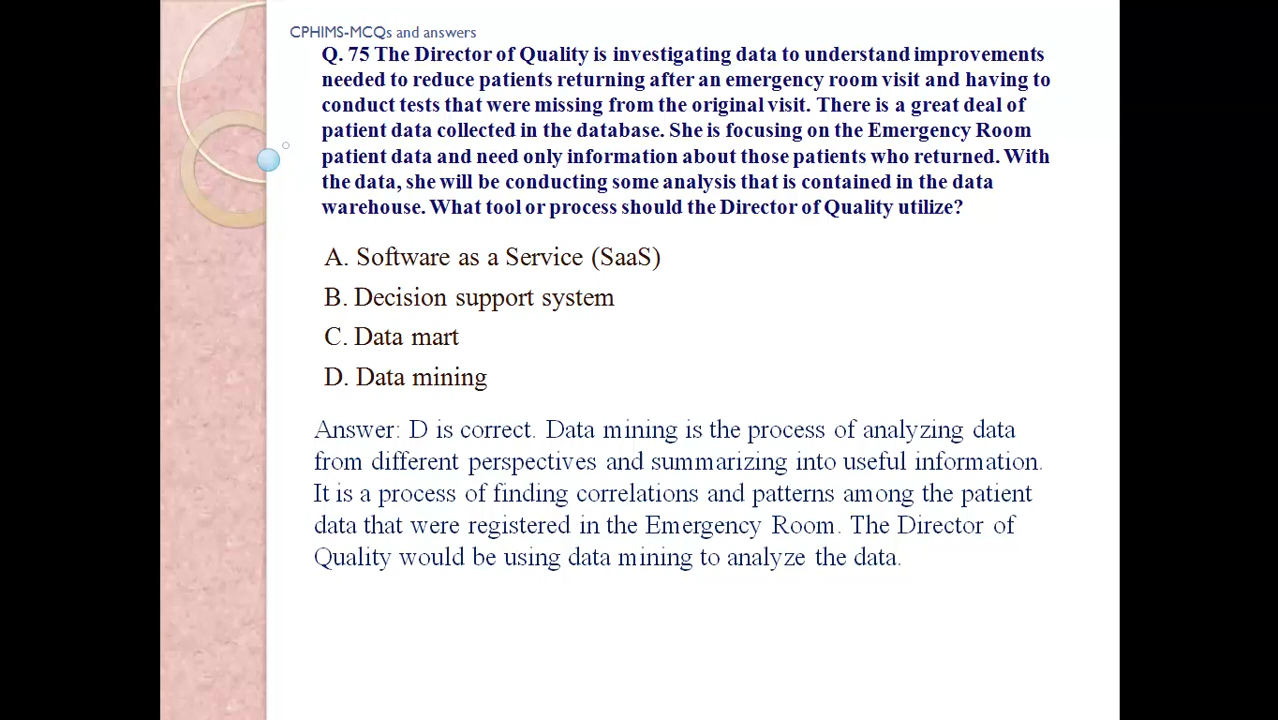 CPHIMS-MCQs and answers
Q. 75 The Director of Quality is investigating data to understand improvements
needed to reduce patients returning after an emergency room visit and having to
conduct tests that were missing from the original visit. There is a great deal of
patient data collected in the database. She is focusing on the Emergency Room
patient data and need only information about those patients who returned. With
the data, she will be conducting some analysis that is contained in the data
warehouse. What tool or process should the Director of Quality utilize?
A. Software as a Service (SaaS)
B. Decision support system
C. Data mart
D. Data mining
Answer: D is correct. Data mining is the process of analyzing data
from different perspectives and summarizing into useful information.
It is a process of finding correlations and patterns among the patient
data that were registered in the Emergency Room. The Director of
Quality would be using data mining to analyze the data.